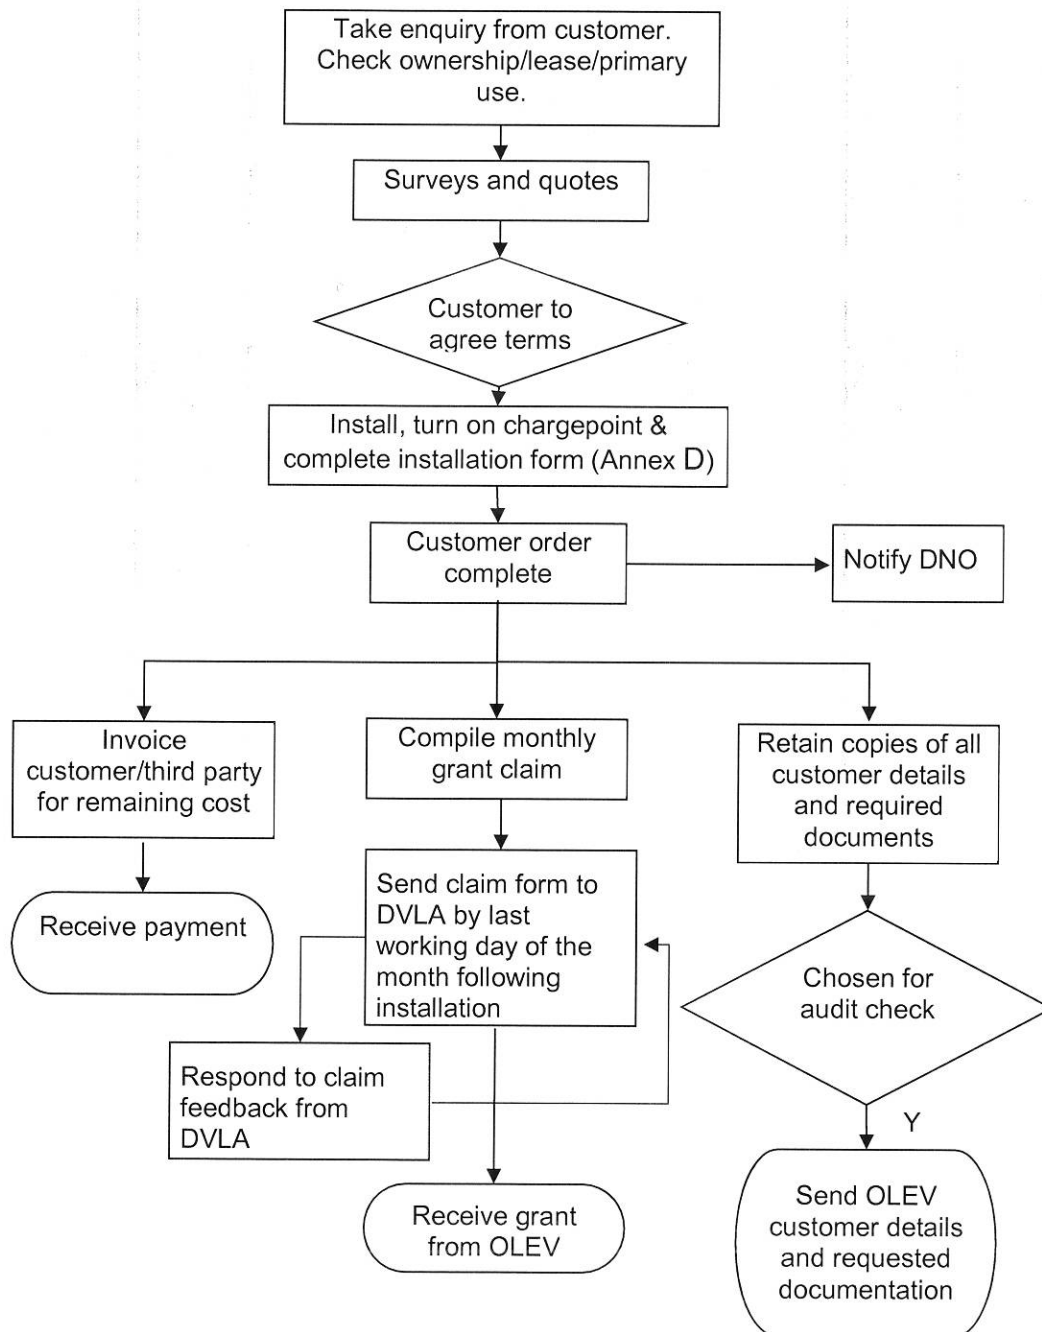 Take enquiry from customer.
Check ownership/lease/primary
use.
Surveys and quotes
Customer to
agree terms
Install, turn on chargepoint &
complete installation form (Annex D)
Customer order
complete
Notify DNO
Invoice
customer/third party
for remaining cost
Compile monthly
grant claim
Retain copies of all
customer details
and required
documents
Receive payment
Send claim form to
DVLA by last
working day of the
month following
installation
Chosen for
audit check
Respond to claim
feedback from
DVLA
Y
Receive grant
from OLEV
Send OLEV
customer details
and requested
documentation